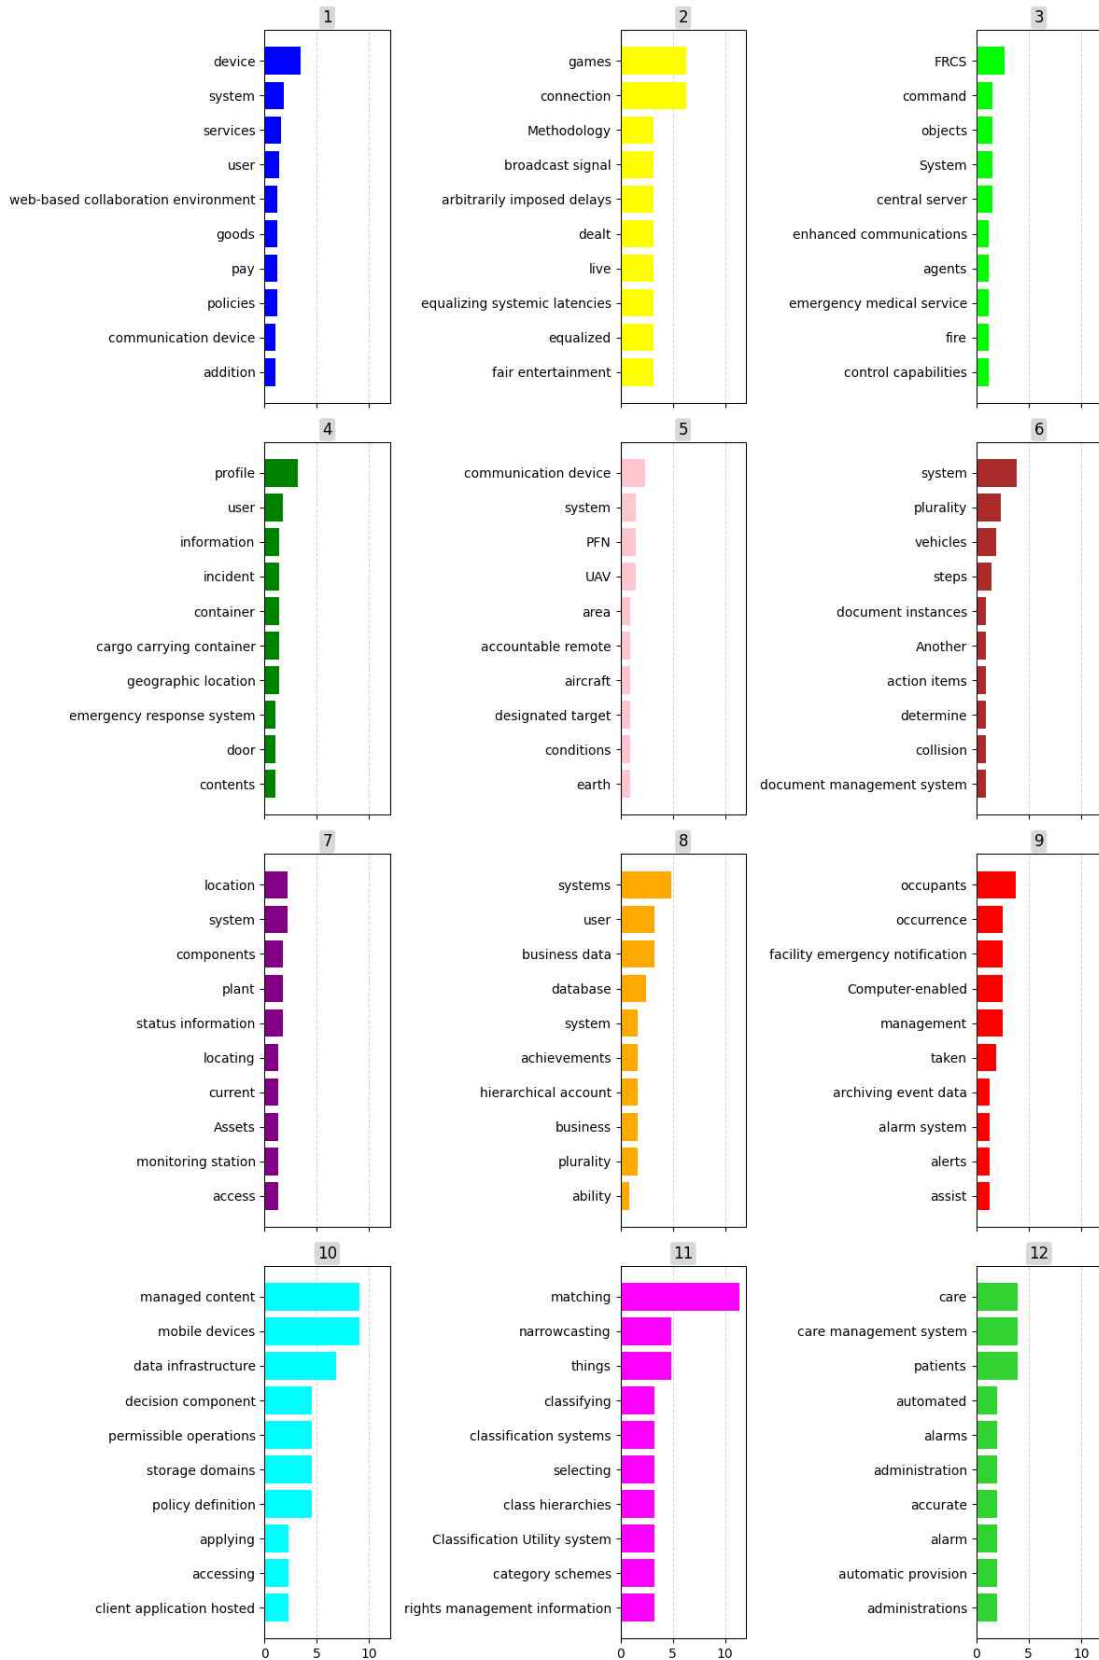 1
device
system
services
user
web-based collaboration environment
goods
pay
policies
communication device
addition
2
games
connection
Methodology
broadcast signal
arbitrarily imposed delays
dealt
live
equalizing systemic latencies
equalized
fair entertainment
3
FRCS
command
objects
System
central server
enhanced communications
agents
emergency medical service
fire
control capabilities
4
profile
user
information
incident
container
cargo carrying container
geographic location
emergency response system
door
contents
5
communication device
system
PFN
UAV
area
accountable remote
aircraft
designated target
conditions
earth
6
system
plurality
vehicles
steps
document instances
Another
action items
determine
collision
document management system
7
location
system
components
plant
status information
locating
current
Assets
monitoring station
access
8
systems
user
business data
database
system
achievements
hierarchical account
business
plurality
ability
9
occupants
occurrence
facility emergency notification
Computer-enabled
management
taken
archiving event data
alarm system
alerts
assist
10
managed content
mobile devices
data infrastructure
decision component
permissible operations
storage domains
policy definition
applying
accessing
client application hosted
0 5 10
11
matching
narrowcasting
things
classifying
classification systems
selecting
class hierarchies
Classification Utility system
category schemes
rights management information
0 5 10
12
care
care management system
patients
automated
alarms
administration
accurate
alarm
automatic provision
administrations
0 5 10